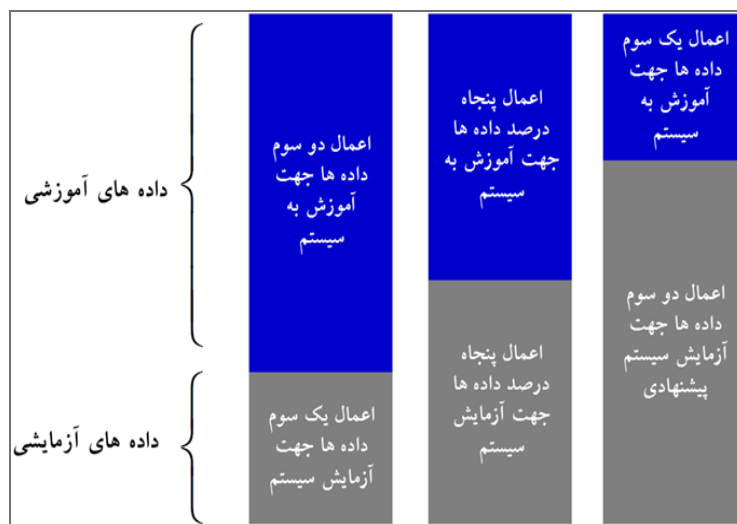 اعمال یک سوم
داده ها جهت
آموزش به
سیستم
اعمال دو سوم
داده ها جهت
آزمایش سیستم
پیشنهادی
اعمال پنجاه
درصد داده ها
جهت آموزش به
سیستم
اعمال پنجاه
درصد داده ها
جهت آزمایش
سیستم
اعمال دو سوم
داده ها جهت
آموزش به
سیستم
اعمال یک سوم
داده ها جهت
آزمایش سیستم
داده های آموزشی
داده های آزمایشی